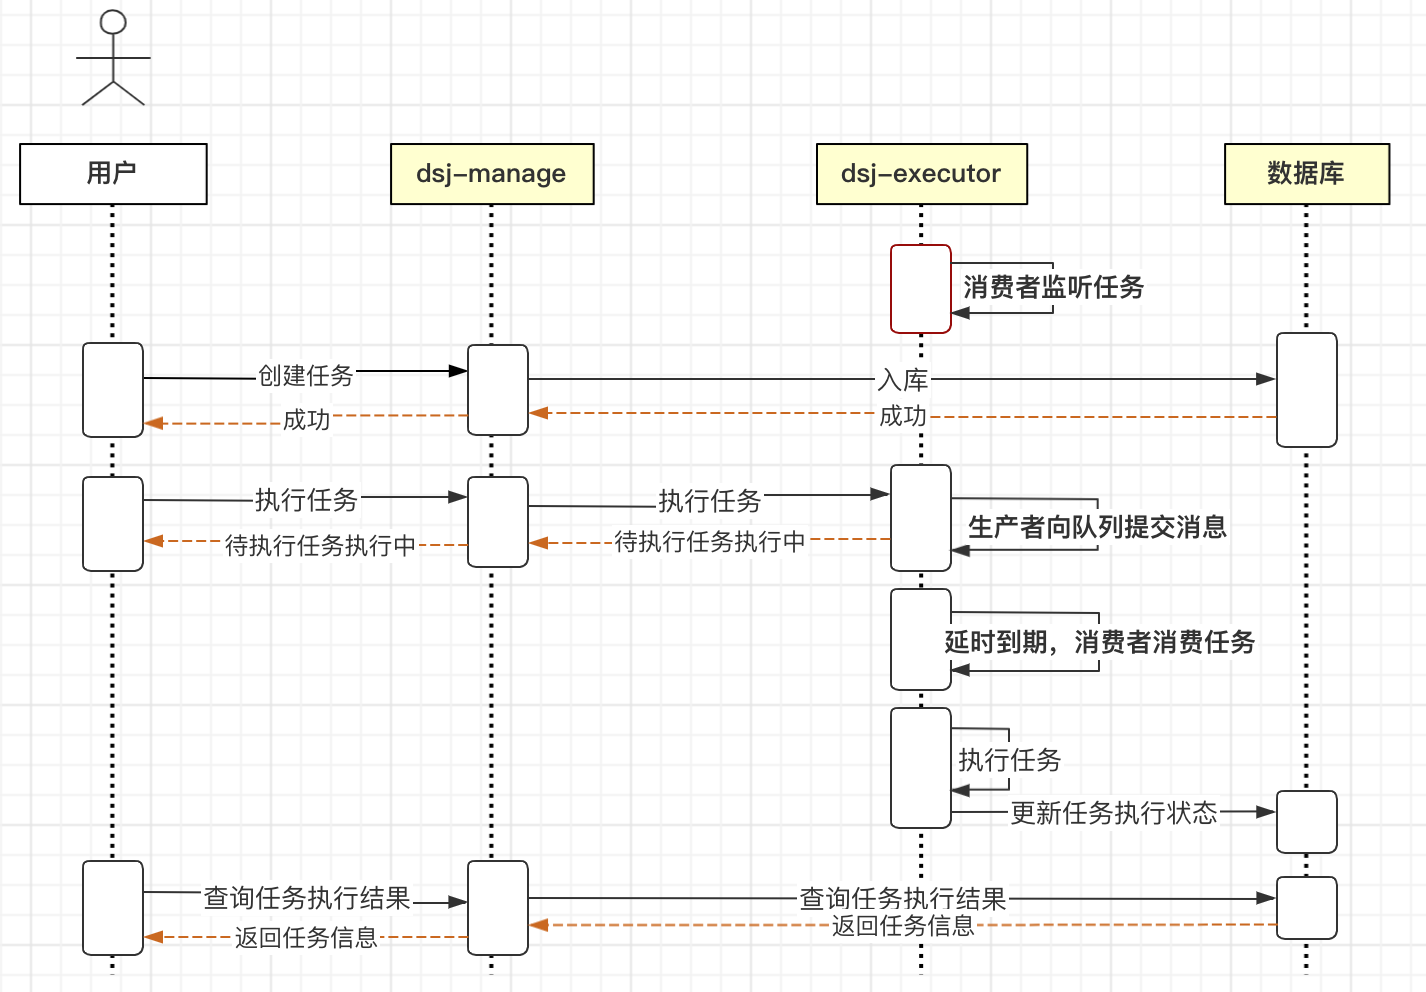 用户
dsj-manage
dsj-executor
数据库
消费者监听任务
创建任务
入库
成功
成功
执行任务
执行任务
生产者向队列提交消息
待执行任务执行中
待执行任务执行中
延时到期，消费者消费任务
执行任务
更新任务执行状态
查询任务执行结果
查询任务执行结果
返回任务信息
返回任务信息